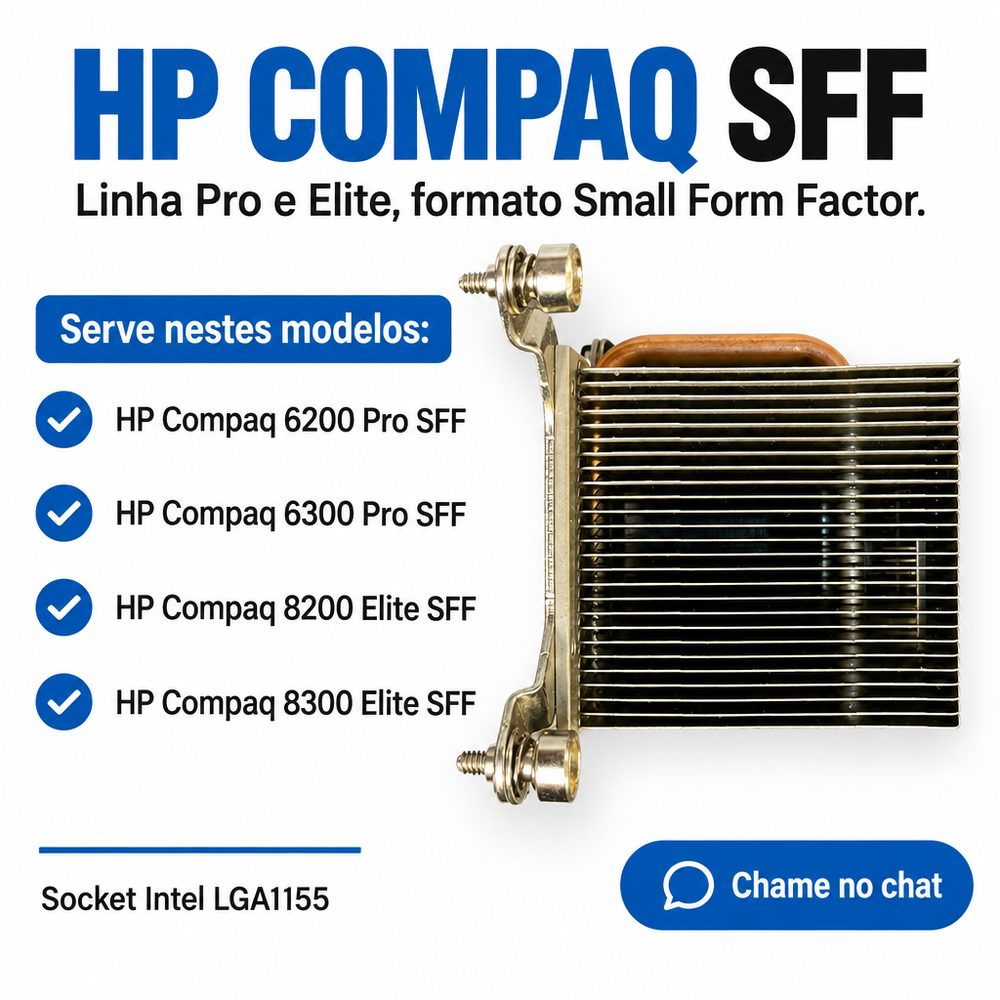 HP COMPAQ SFF
Linha Pro e Elite, formato Small Form Factor.
Serve nestes modelos:
HP Compaq 6200 Pro SFF
HP Compaq 6300 Pro SFF
HP Compaq 8200 Elite SFF
HP Compaq 8300 Elite SFF
Socket Intel LGA1155
Chame no chat